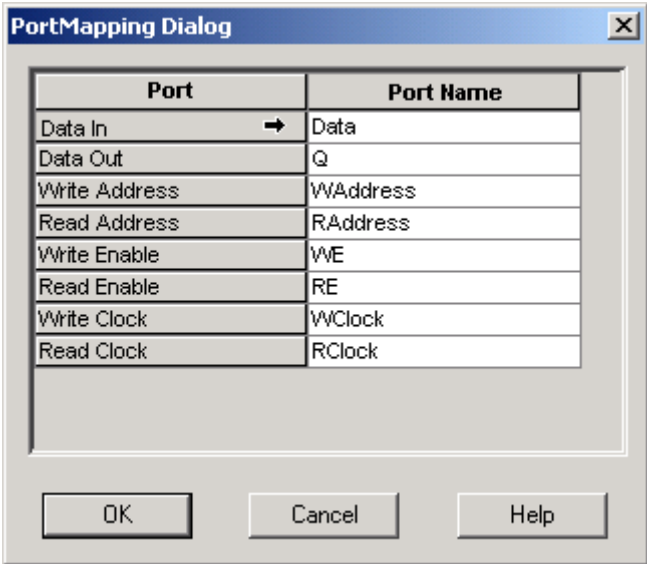 PortMapping Dialog
Port Port Name
Data In Data
Data Out Q
Write Address WAddress
Read Address RAddress
Write Enable WE
Read Enable RE
Write Clock WClock
Read Clock RClock
OK Cancel Help